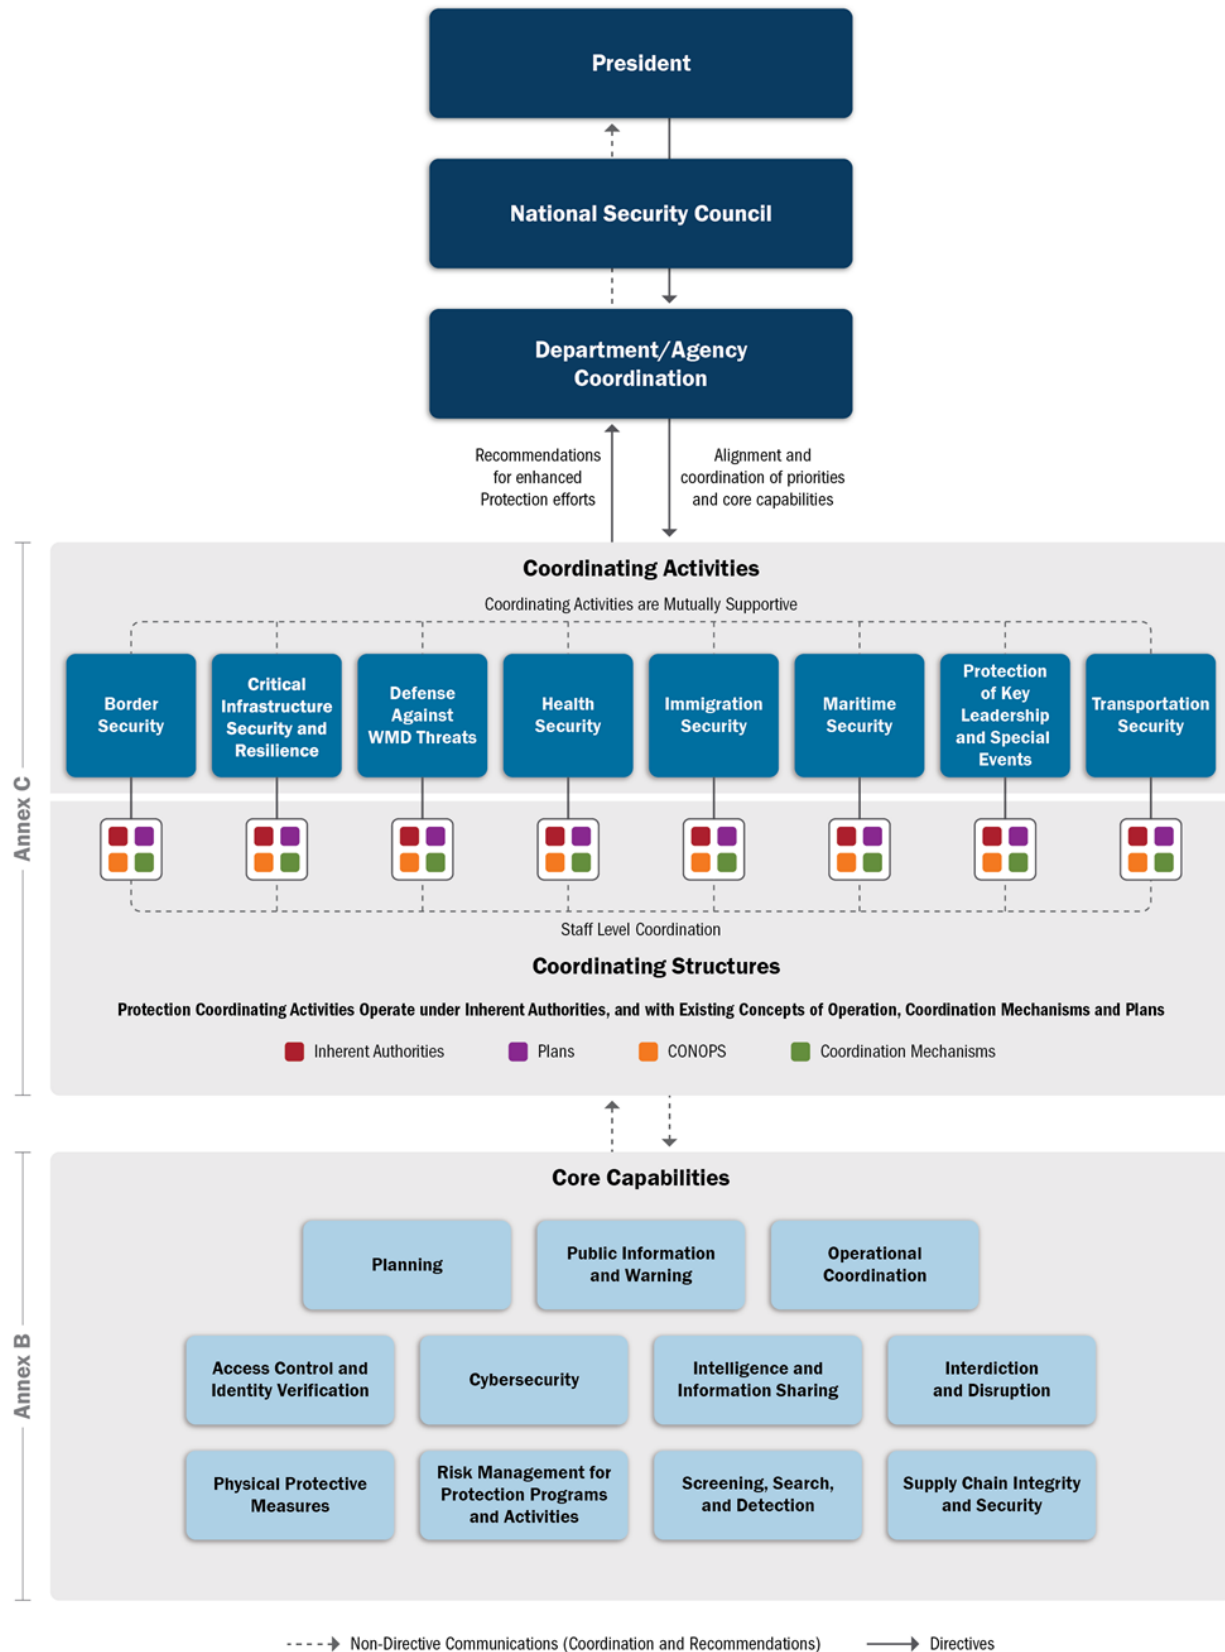 President
National Security Council
Department/Agency
Coordination
Recommendations
for enhanced
Protection efforts
Alignment and
coordination of priorities
and core capabilities
Annex C
Coordinating Activities
Coordinating Activities are Mutually Supportive
Border
Security
Critical
Infrastructure
Security and
Resilience
Defense
Against
WMD Threats
Health
Security
Immigration
Security
Maritime
Security
Protection
of Key
Leadership
and Special
Events
Transportation
Security
Staff Level Coordination
Coordinating Structures
Protection Coordinating Activities Operate under Inherent Authorities, and with Existing Concepts of Operation, Coordination Mechanisms and Plans
Inherent Authorities
Plans
CONOPS
Coordination Mechanisms
Annex B
Core Capabilities
Planning
Public Information
and Warning
Operational
Coordination
Access Control and
Identity Verification
Cybersecurity
Intelligence and
Information Sharing
Interdiction
and Disruption
Physical Protective
Measures
Risk Management for
Protection Programs
and Activities
Screening, Search,
and Detection
Supply Chain Integrity
and Security
Non-Directive Communications (Coordination and Recommendations)
Directives